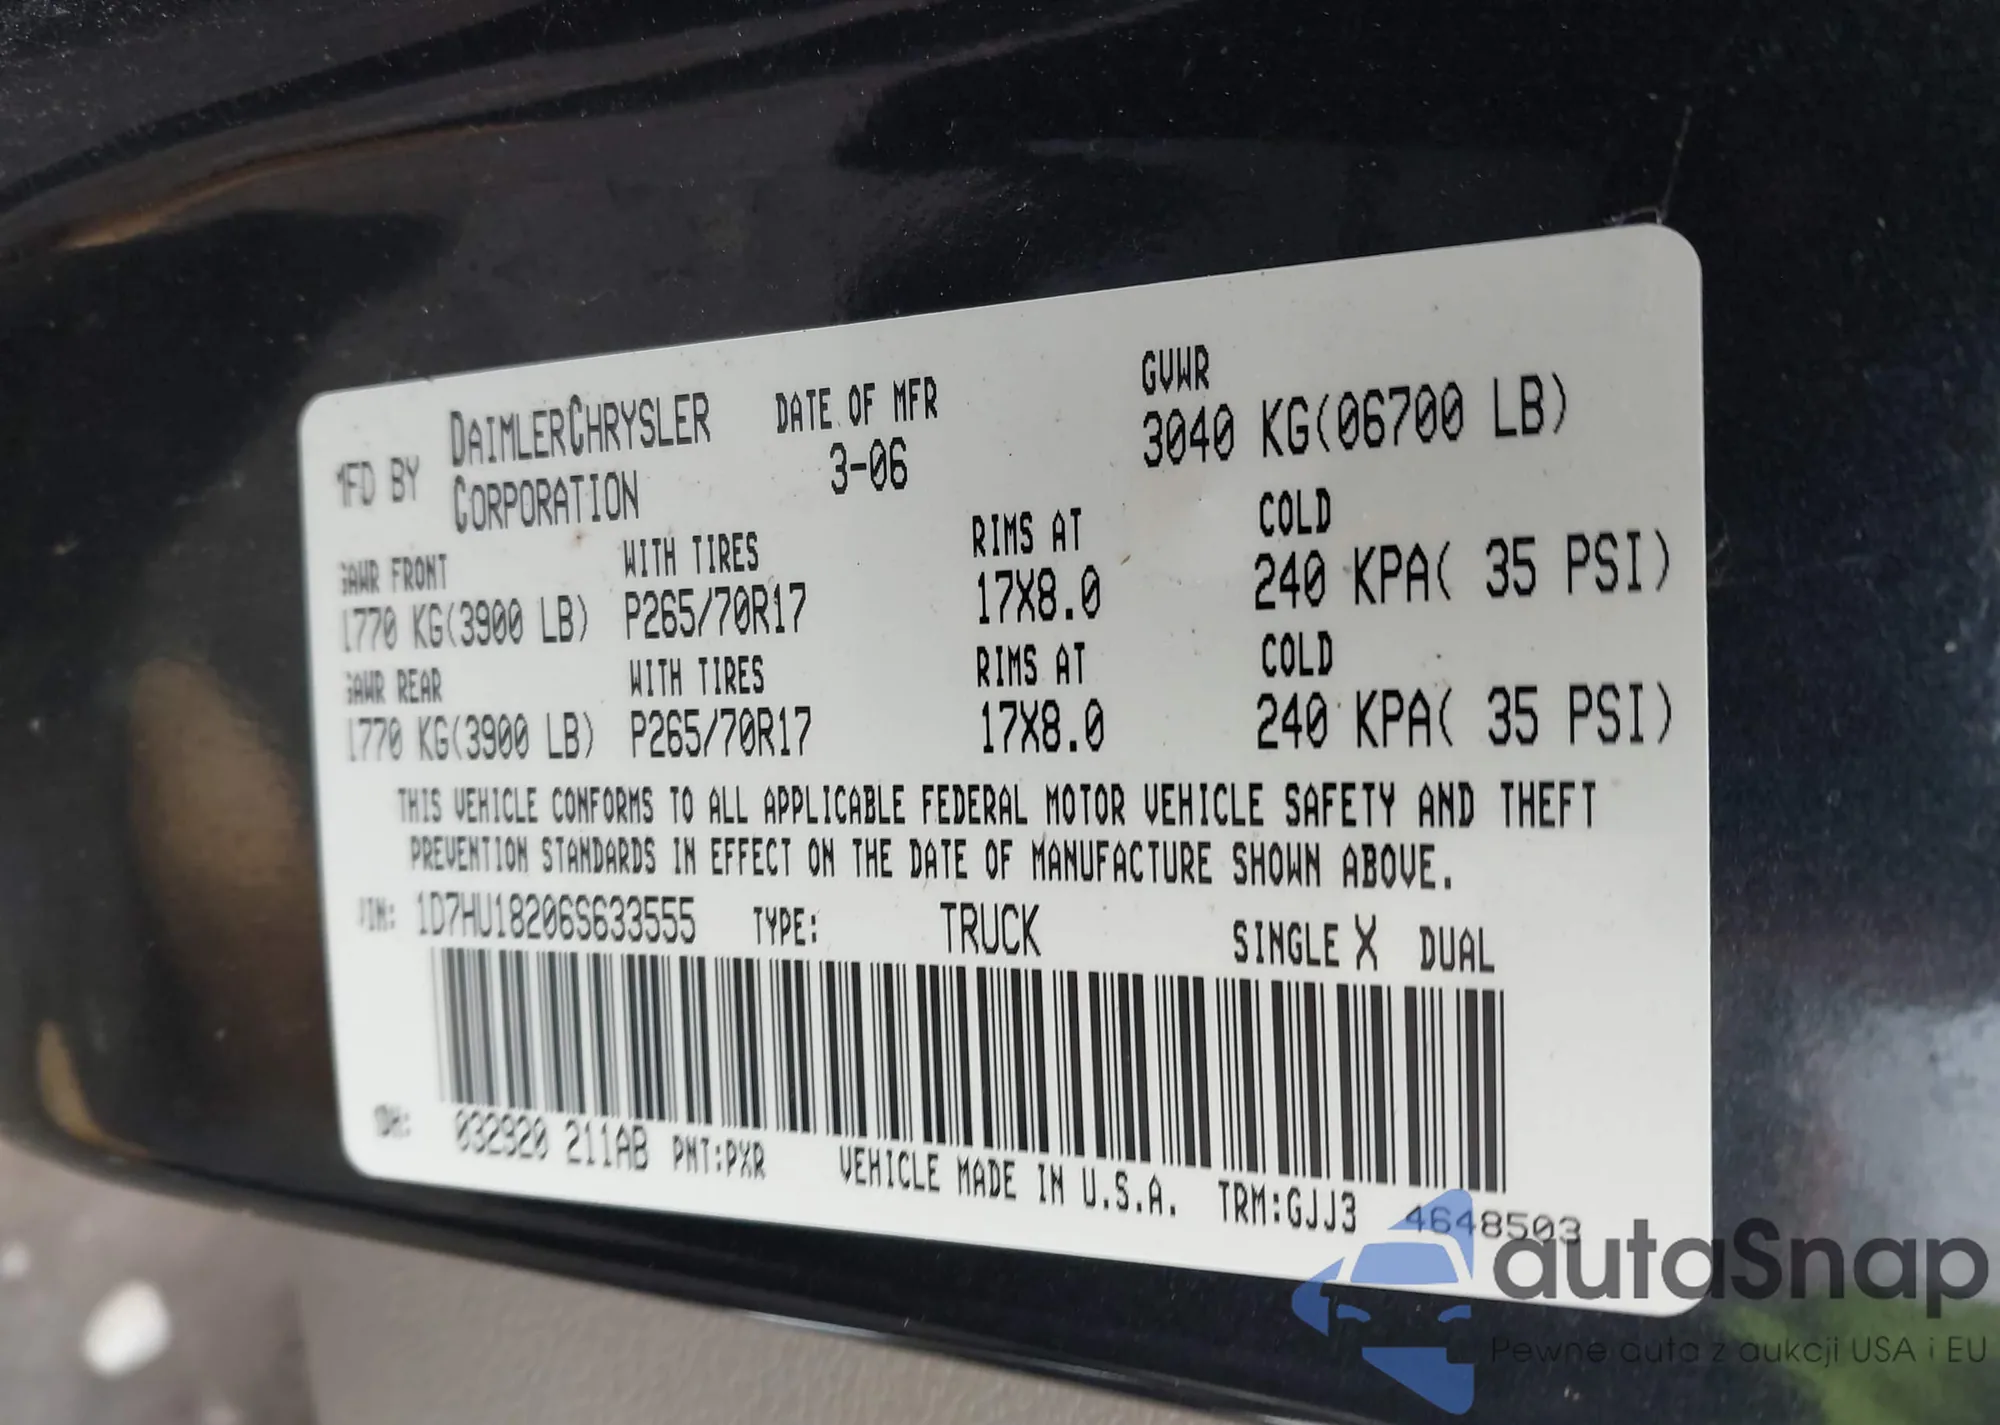 MFD BY DAIMLERCHRYSLER CORPORATION DATE OF MFR 3-06 GVWR 3040 KG(06700 LB)
GAWR FRONT WITH TIRES RIMS AT COLD
1770 KG(3900 LB) P265/70R17 17X8.0 240 KPA( 35 PSI)
GAWR REAR WITH TIRES RIMS AT COLD
1770 KG(3900 LB) P265/70R17 17X8.0 240 KPA( 35 PSI)
THIS VEHICLE CONFORMS TO ALL APPLICABLE FEDERAL MOTOR VEHICLE SAFETY AND THEFT
PREVENTION STANDARDS IN EFFECT ON THE DATE OF MANUFACTURE SHOWN ABOVE.
VIN: 1D7HU18206S633555 TYPE: TRUCK SINGLE X DUAL
MDH: 032920 211AB PNT:PXR VEHICLE MADE IN U.S.A. TRM:GJJ3 4648503
autaSnap
Pewne auta z aukcji USA i EU